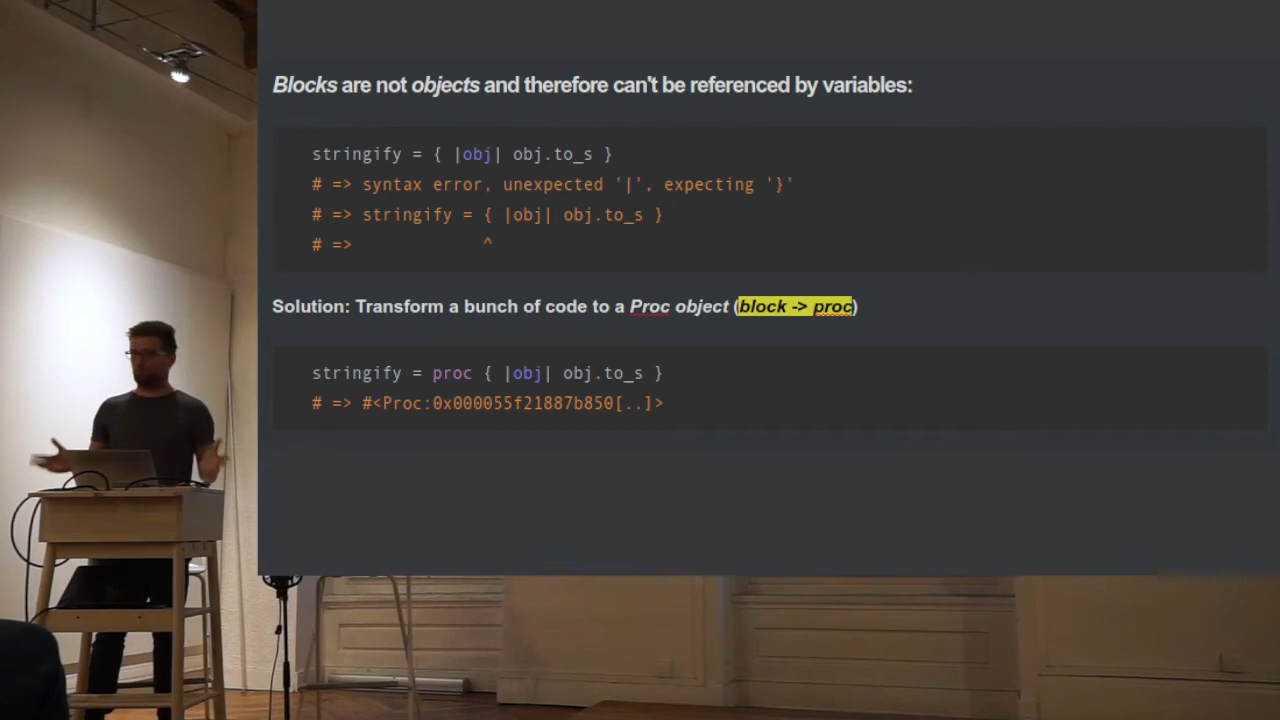 Blocks are not objects and therefore can't be referenced by variables:
stringify = { |obj| obj.to_s }
# => syntax error, unexpected '|', expecting '}'
# => stringify = { |obj| obj.to_s }
# =>             ^
Solution: Transform a bunch of code to a Proc object (block -> proc)
stringify = proc { |obj| obj.to_s }
# => #<Proc:0x000055f21887b850[..]>